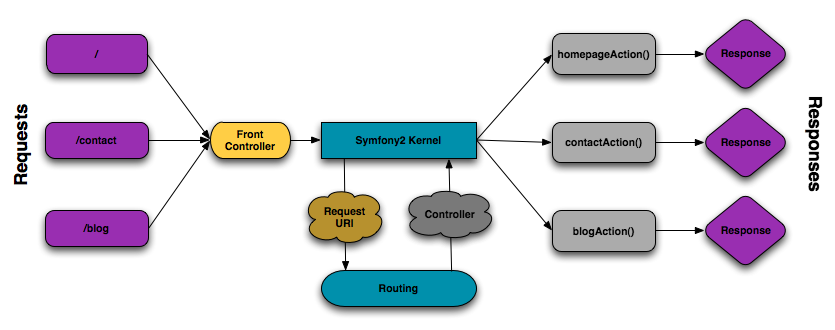 Requests
/
/contact
/blog
Front
Controller
Symfony2 Kernel
Request
URI
Controller
Routing
homepageAction()
contactAction()
blogAction()
Response
Response
Response
Responses